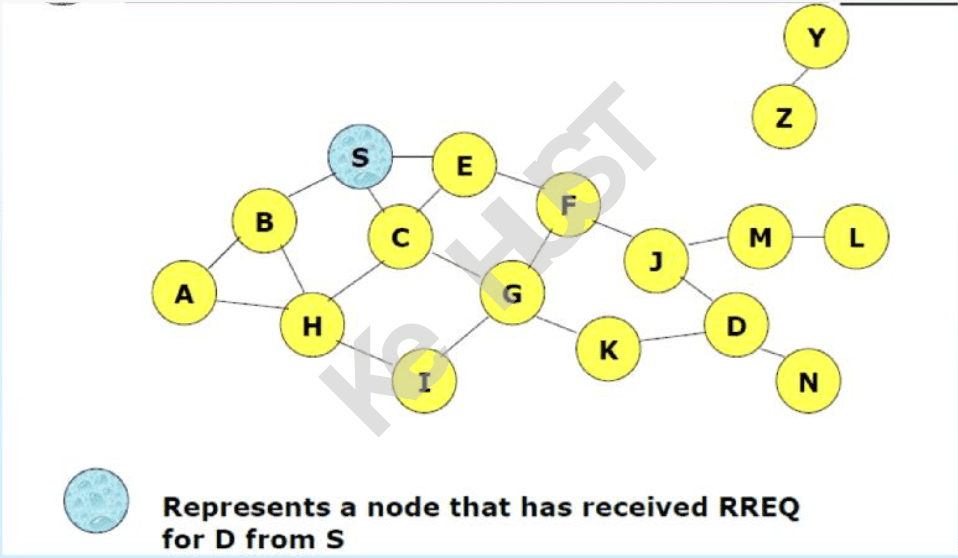 Y
Z
S
E
B
C
F
M
L
J
A
G
H
D
K
I
N
Ke HUST
Represents a node that has received RREQ
for D from S